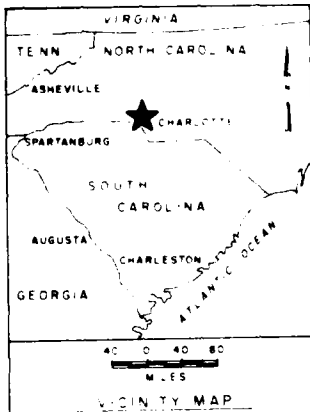 VIRGINIA
TENN NORTH CAROLINA
ASHEVILLE
CHARLOTTE
SPARTANBURG
SOUTH
CAROLINA
AUGUSTA
CHARLESTON
GEORGIA
ATLANTIC OCEAN
40 0 40 80
MILES
VICINITY MAP